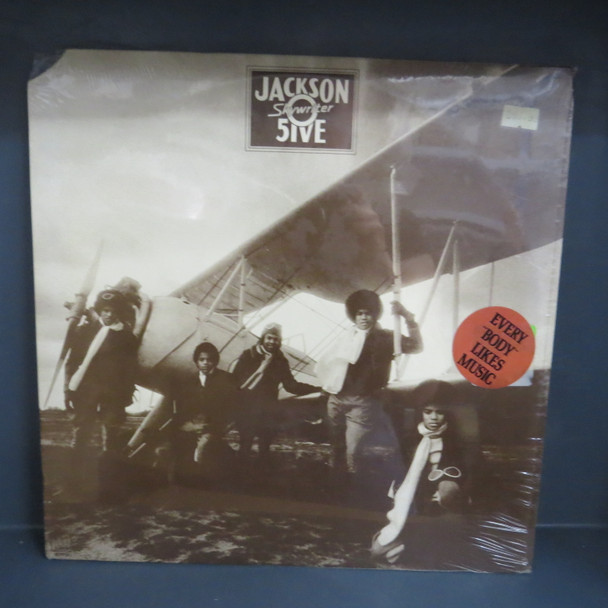 JACKSON
Skywriter
5IVE
EVERY
"BODY"
LIKES
MUSIC